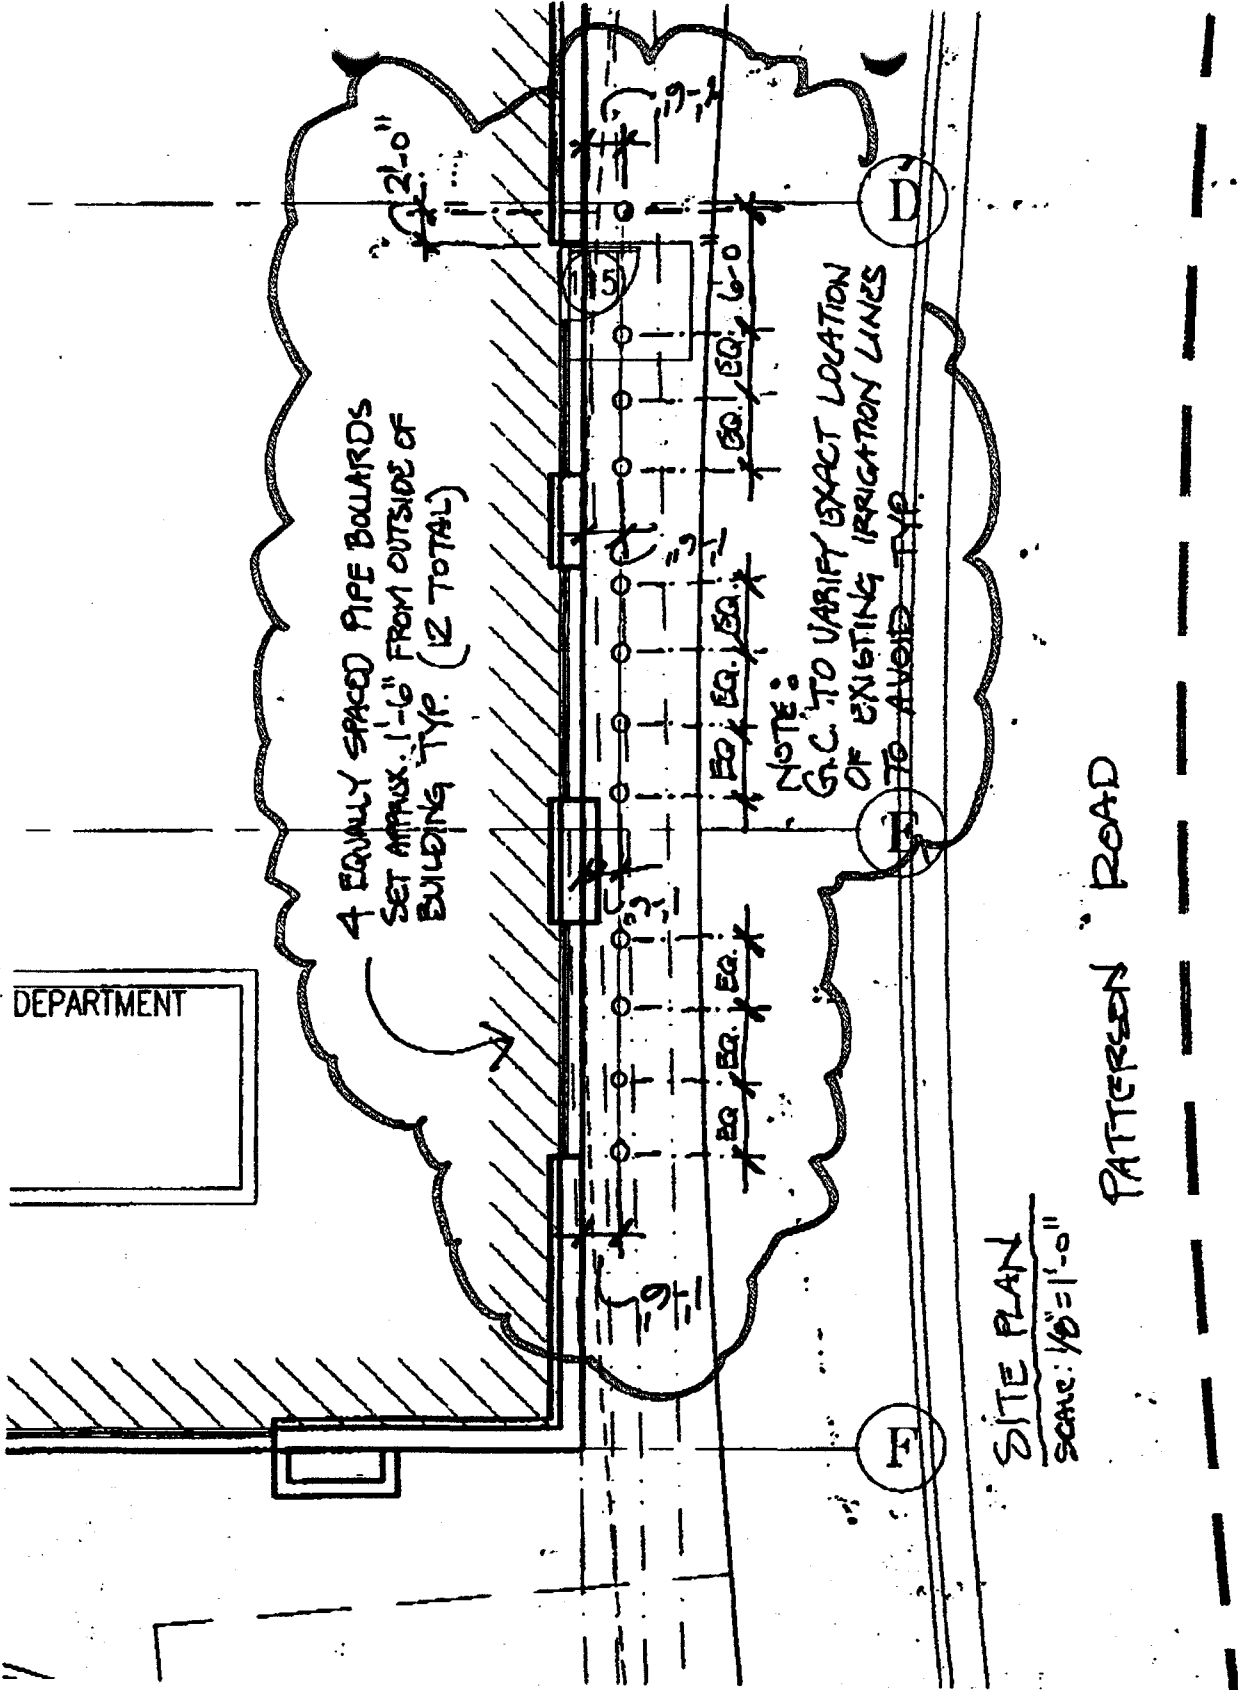 4 EQUALLY SPACED PIPE BOLLARDS
SET APPROX. 1'-6" FROM OUTSIDE OF
BUILDING TYP. (12 TOTAL)
2'-0"
1'-6"
115
6'-0"
EQ.
EQ.
1'-6"
EQ.
EQ.
EQ
1'-6"
EQ.
EQ.
EQ
1'-6"
NOTE:
G.C. TO VARIFY EXACT LOCATION
OF EXISTING IRRIGATION LINES
TO AVOID TYP.
D
E
F
DEPARTMENT
PATTERSON ROAD
SITE PLAN
SCALE: 1/8"=1'-0"